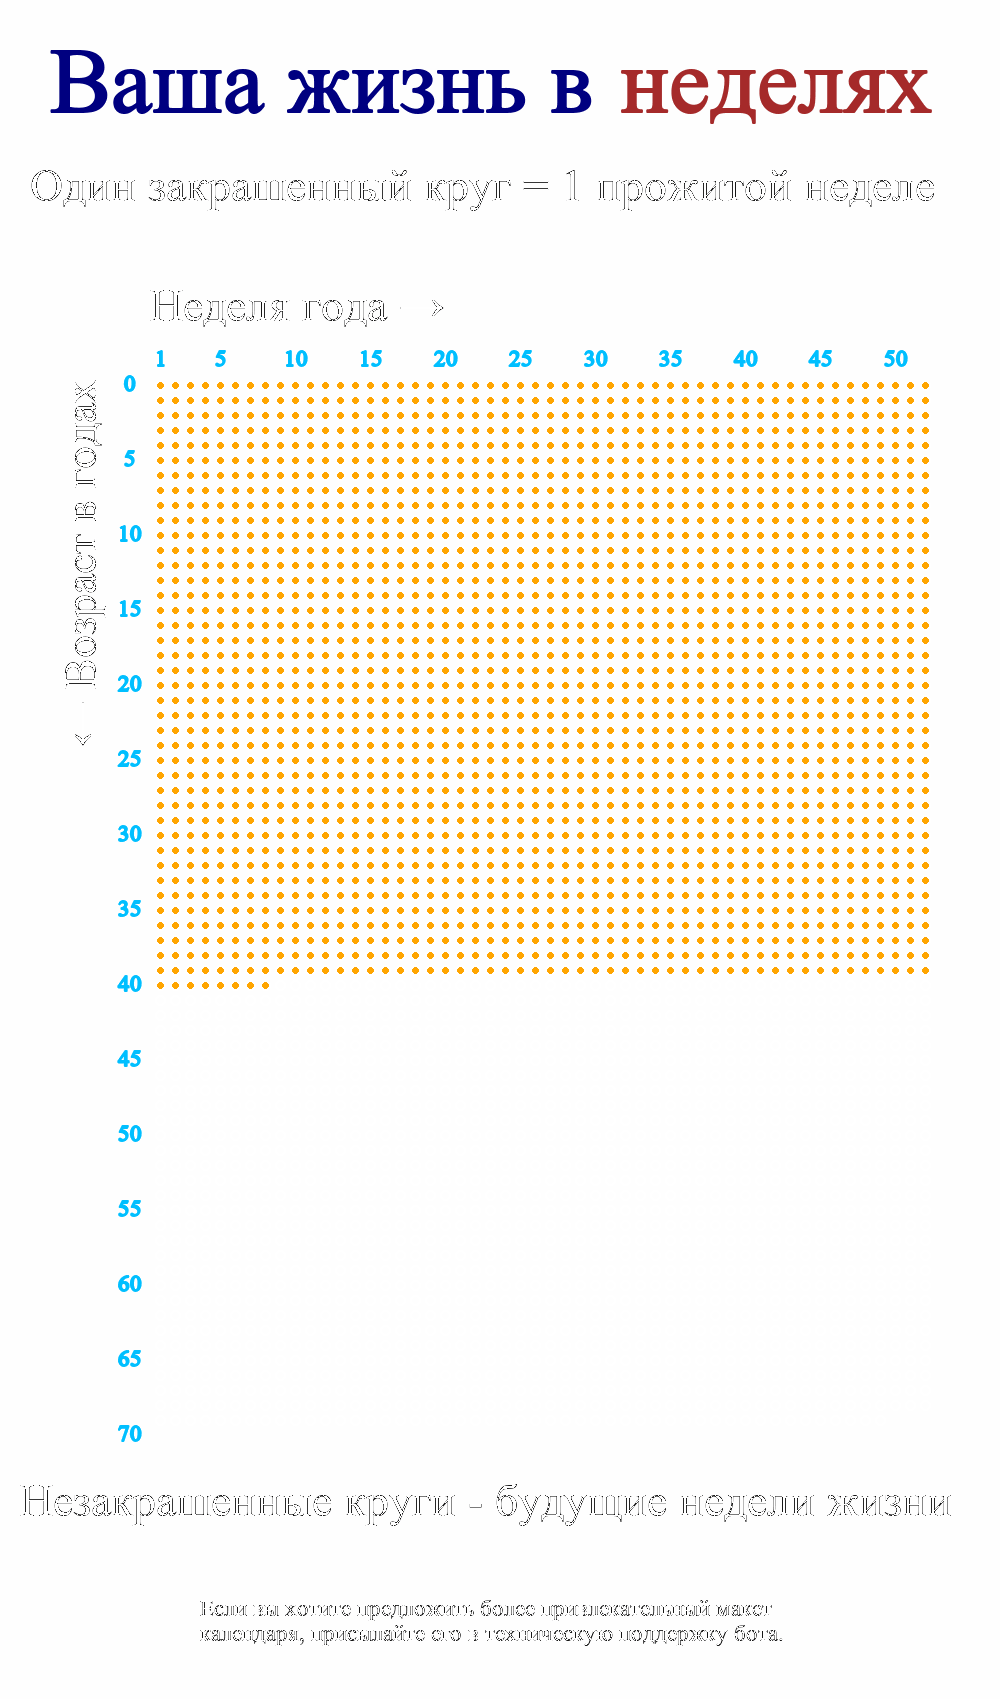 Ваша жизнь в неделях
Один закрашенный круг = 1 прожитой неделе
Неделя года →
1 5 10 15 20 25 30 35 40 45 50
← Возраст в годах
0
5
10
15
20
25
30
35
40
45
50
55
60
65
70
Незакрашенные круги - будущие недели жизни
Если вы хотите предложить более привлекательный макет
календаря, присылайте его в техническую поддержку бота.